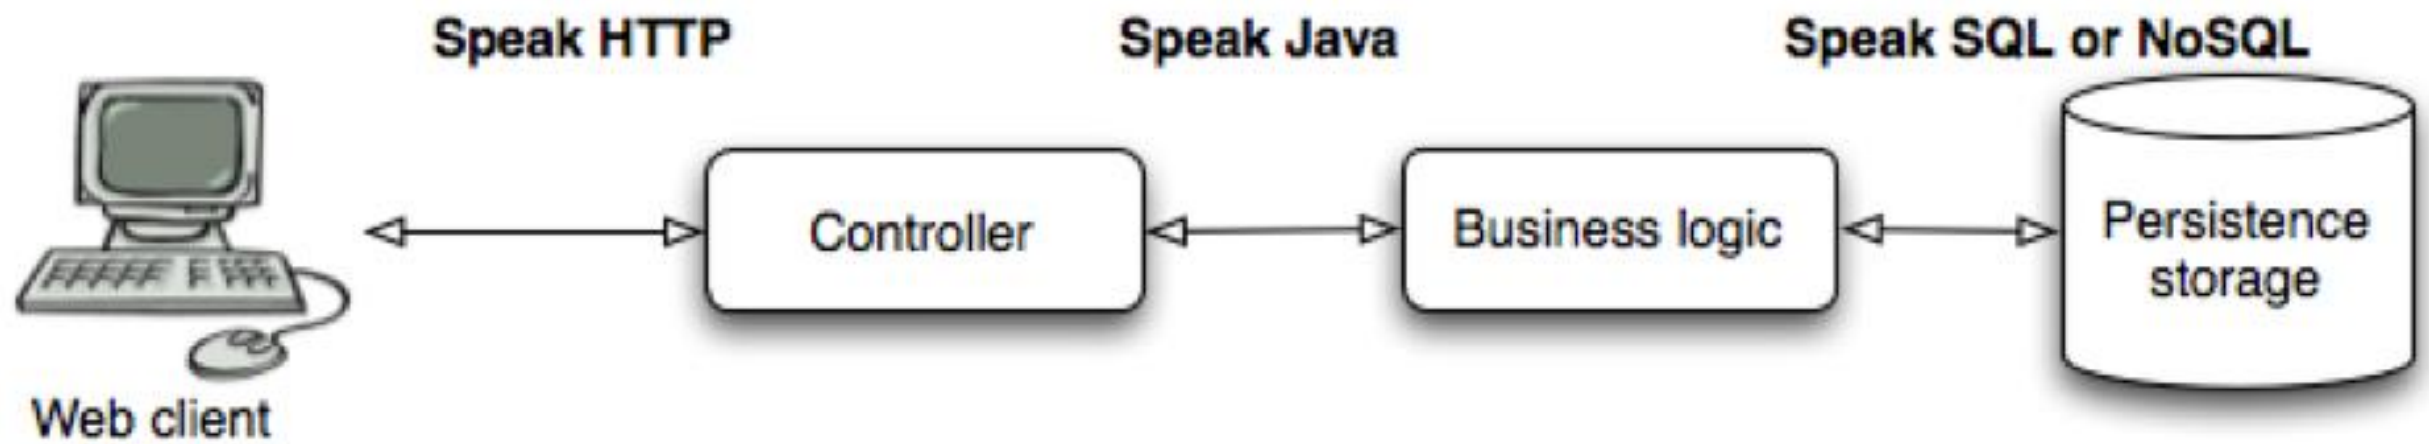 Speak HTTP
Speak Java
Speak SQL or NoSQL
Controller
Business logic
Persistence
storage
Web client